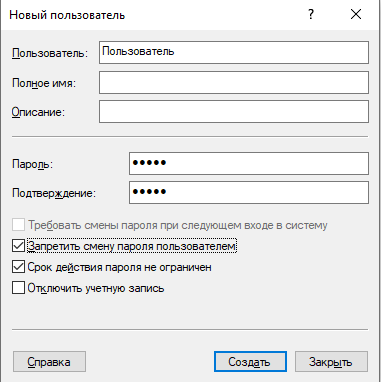 Новый пользователь
Пользователь: Пользователь
Полное имя:
Описание:
Пароль: •••••
Подтверждение: •••••
Требовать смены пароля при следующем входе в систему
Запретить смену пароля пользователем
Срок действия пароля не ограничен
Отключить учетную запись
Справка Создать Закрыть